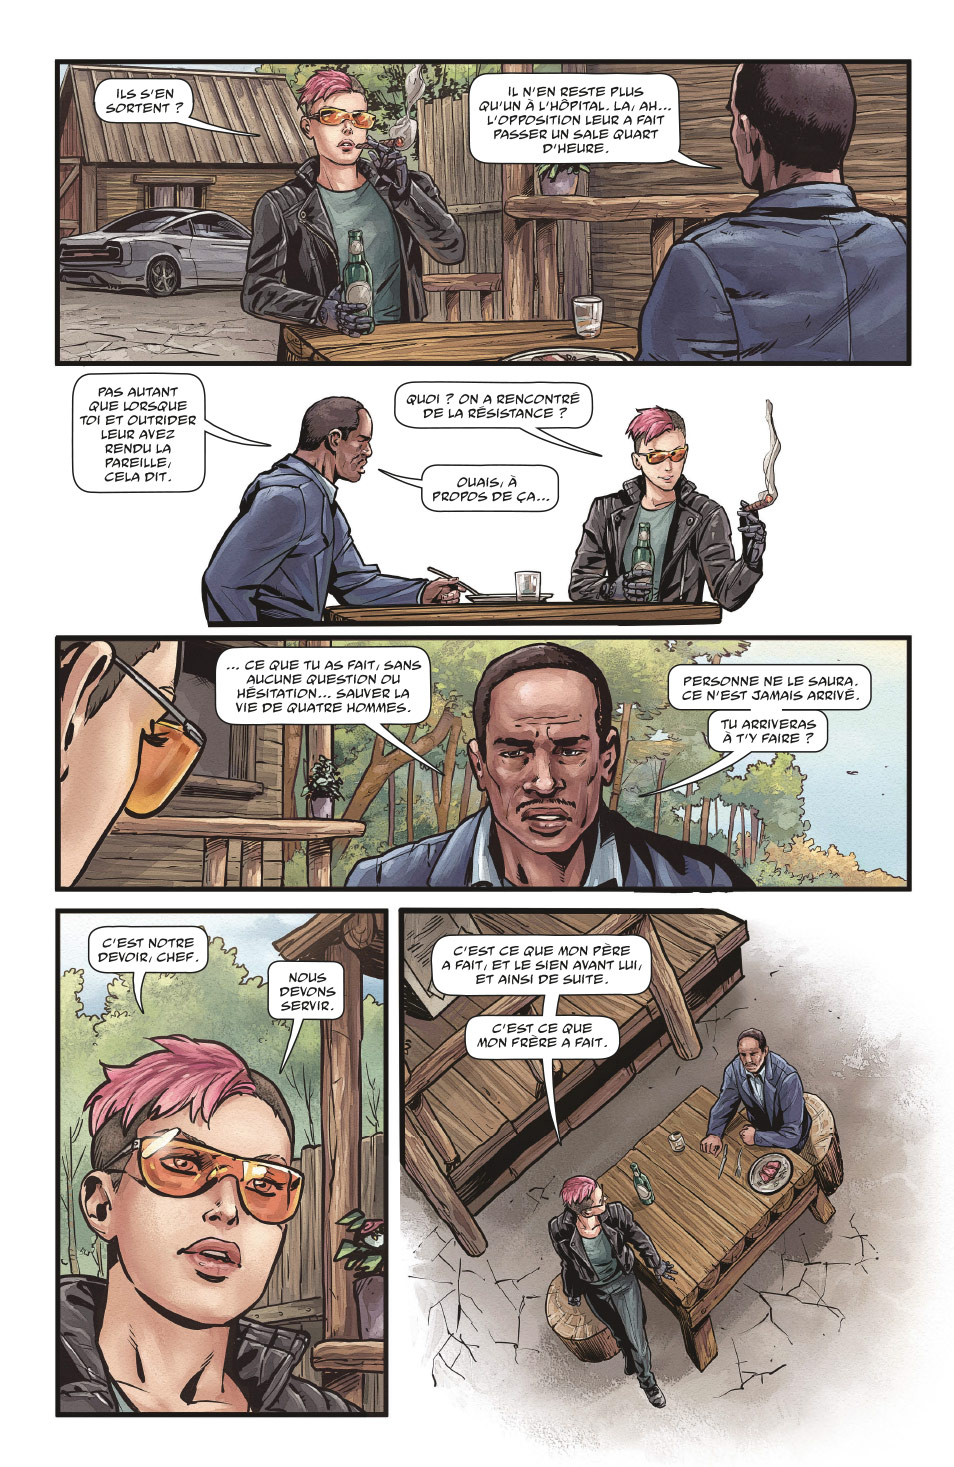 ILS S'EN
SORTENT ?
IL N'EN RESTE PLUS
QU'UN À L'HÔPITAL. LA, AH...
L'OPPOSITION LEUR A FAIT
PASSER UN SALE QUART
D'HEURE.
PAS AUTANT
QUE LORSQUE
TOI ET OUTRIDER
LEUR AVEZ
RENDU LA
PAREILLE,
CELA DIT.
QUOI ? ON A RENCONTRÉ
DE LA RÉSISTANCE ?
OUAIS, À
PROPOS DE ÇA...
... CE QUE TU AS FAIT, SANS
AUCUNE QUESTION OU
HÉSITATION... SAUVER LA
VIE DE QUATRE HOMMES.
PERSONNE NE LE SAURA.
CE N'EST JAMAIS ARRIVÉ.
TU ARRIVERAS
À T'Y FAIRE ?
C'EST NOTRE
DEVOIR, CHEF.
NOUS
DEVONS
SERVIR.
C'EST CE QUE MON PÈRE
A FAIT, ET LE SIEN AVANT LUI,
ET AINSI DE SUITE.
C'EST CE QUE
MON FRÈRE A FAIT.